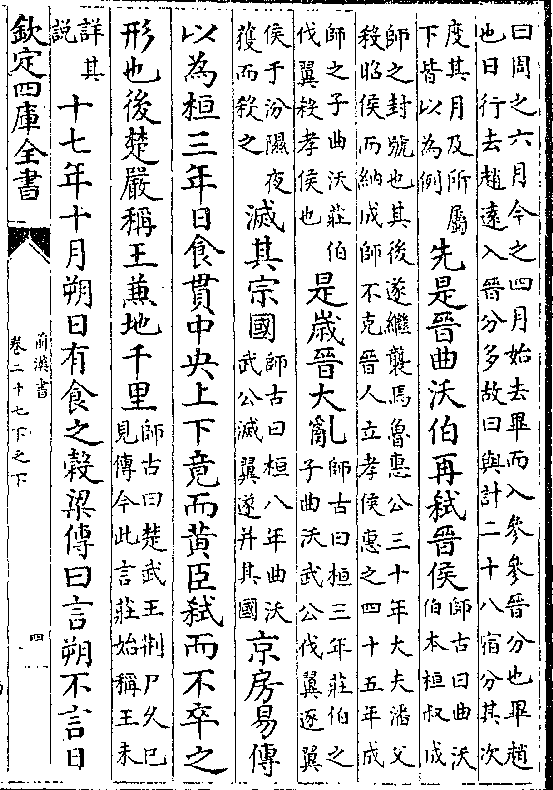 曰周之六月今之四月始去畢而入參參晉分也畢趙
也日行去趙遠入晉分多故曰與計二十八宿分其次
度其月及所屬
下皆以為例
先是晉曲沃伯再弒晉侯
師古曰曲沃
伯本桓叔成
師之封號也其後遂繼襲焉魯惠公三十年大夫潘父
殺昭侯而納成師不克晉人立孝侯惠之四十五年成
師之子曲沃莊伯
伐翼殺孝侯也
是歲晉大亂
師古曰桓三年莊伯之
子曲沃武公伐翼逐翼
侯于汾隰夜
獲而殺之
滅其宗國
師古曰桓八年曲沃
武公滅翼遂并其國
京房易傳
以為桓三年日食貫中央上下竟而黃臣弒而不卒之
形也後楚嚴稱王兼地千里
師古曰楚武王荆尸久已
見傳今此言莊始稱王未
詳其
說
十七年十月朔日有食之榖梁傳曰言朔不言日
欽定四庫全書
前漢書
卷二十七下之下
四